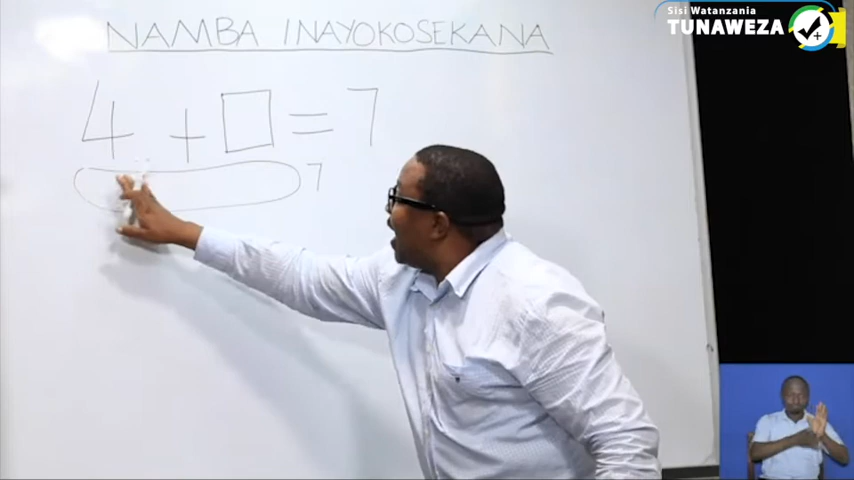 NAMBA INAYOKOSEKANA
Sisi Watanzania
TUNAWEZA
4 + □ = 7
7